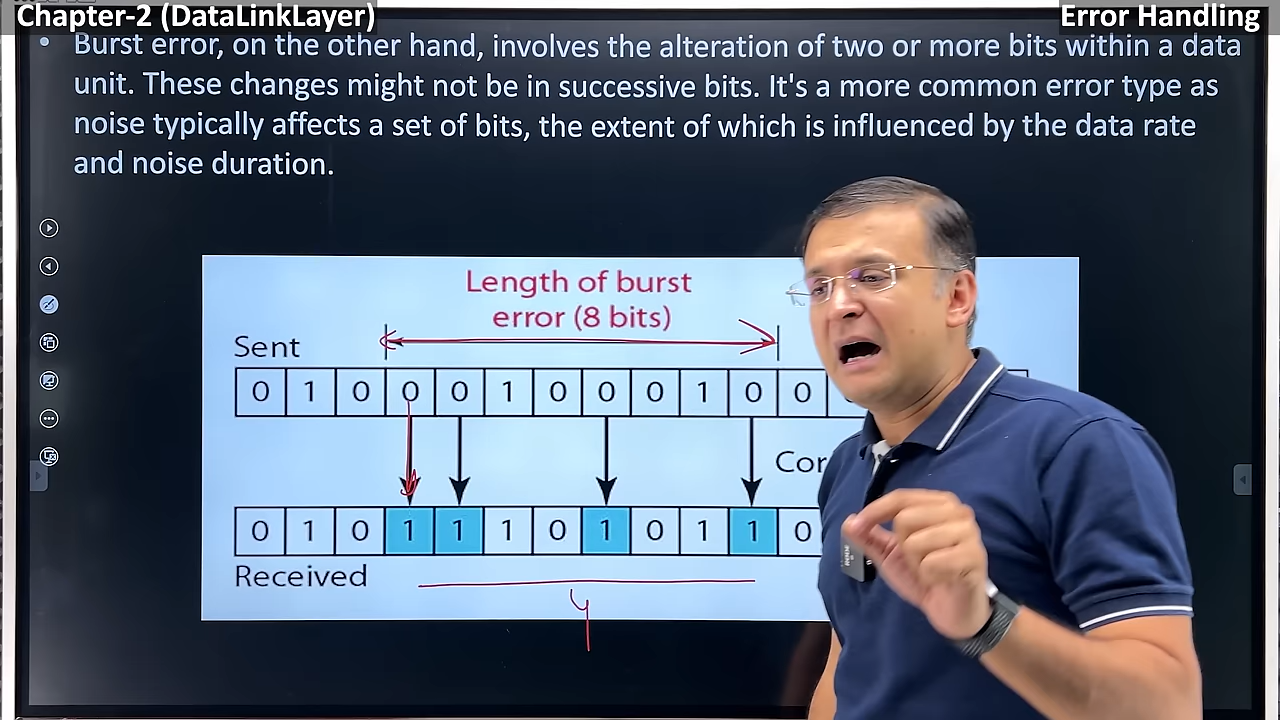 Chapter-2 (DataLinkLayer)
Error Handling
• Burst error, on the other hand, involves the alteration of two or more bits within a data
unit. These changes might not be in successive bits. It's a more common error type as
noise typically affects a set of bits, the extent of which is influenced by the data rate
and noise duration.
Length of burst
error (8 bits)
Sent
0 1 0 0 0 1 0 0 0 1 0 0
Cor
0 1 0 1 1 1 0 1 0 1 1 0
Received
4